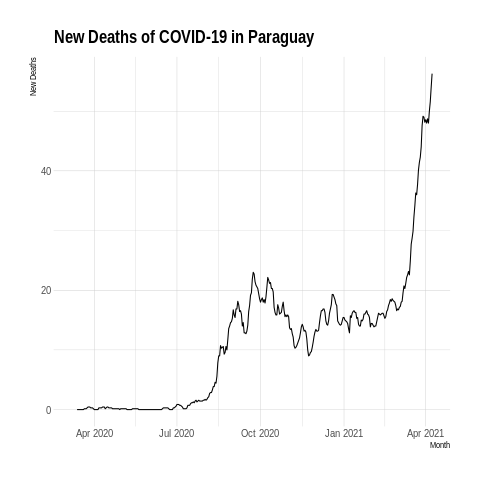 New Deaths of COVID-19 in Paraguay
New Deaths
40
20
0
Apr 2020 Jul 2020 Oct 2020 Jan 2021 Apr 2021
Month